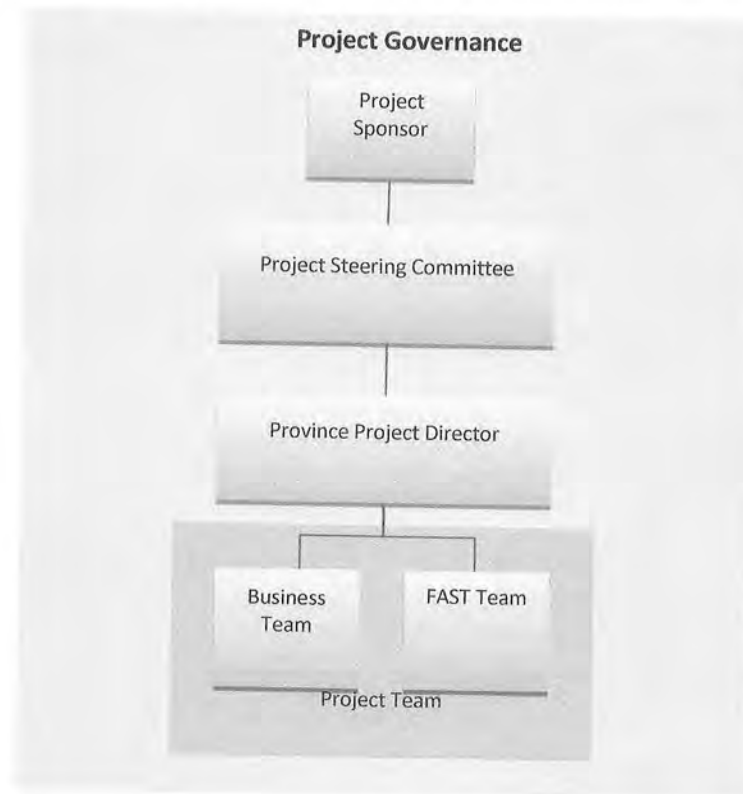 Project Governance
Project
Sponsor
Project Steering Committee
Province Project Director
Business
Team
FAST Team
Project Team